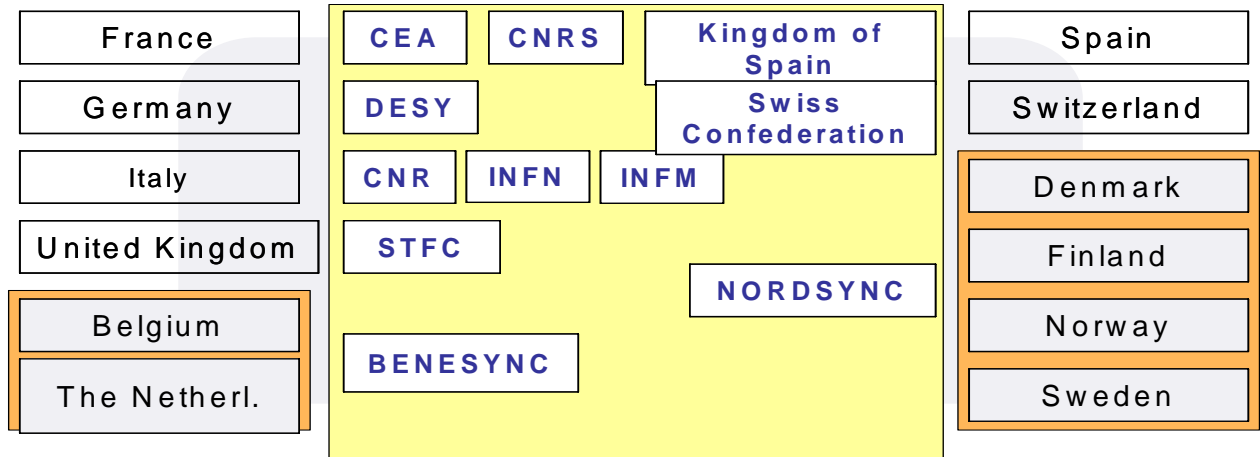 France
CEA
CNRS
Kingdom of
Spain
Spain
Germany
DESY
Swiss
Confederation
Switzerland
Italy
CNR
INFN
INFM
Denmark
United Kingdom
STFC
Finland
NORDSYNC
Belgium
Norway
BENESYNC
The Netherl.
Sweden